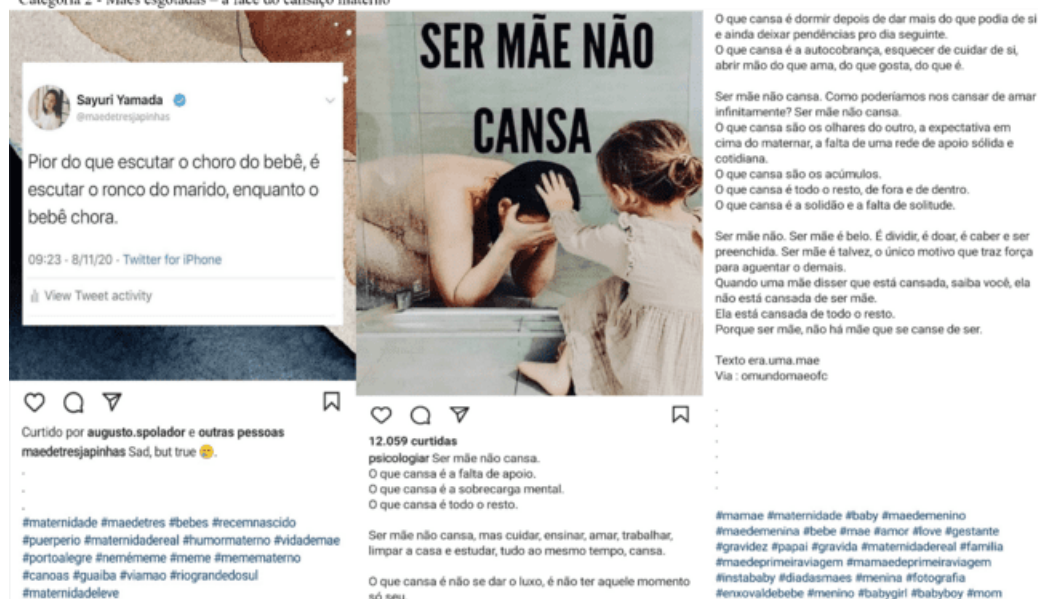 Categoria 2 - Mães esgotadas – a face do cansaço materno
Sayuri Yamada
@maedetresjapinhas
Pior do que escutar o choro do bebê, é
escutar o ronco do marido, enquanto o
bebê chora.
09:23 - 8/11/20 - Twitter for iPhone
View Tweet activity
Curtido por augusto.spolador e outras pessoas
maedetresjapinhas Sad, but true 😢.
.
.
.
#maternidade #maedetres #bebes #recemnascido
#puerperio #maternidadereal #humormaterno #vidademae
#portoalegre #nemémeme #meme #mememat​erno
#canoas #guaiba #viamao #riograndedosul
#maternidadeleve
SER MÃE NÃO
CANSA
12.059 curtidas
psicologiar Ser mãe não cansa.
O que cansa é a falta de apoio.
O que cansa é a sobrecarga mental.
O que cansa é todo o resto.
Ser mãe não cansa, mas cuidar, ensinar, amar, trabalhar,
limpar a casa e estudar, tudo ao mesmo tempo, cansa.
O que cansa é não se dar o luxo, é não ter aquele momento
só seu.
O que cansa é dormir depois de dar mais do que podia de si
e ainda deixar pendências pro dia seguinte.
O que cansa é a autocobrança, esquecer de cuidar de si,
abrir mão do que ama, do que gosta, do que é.
Ser mãe não cansa. Como poderíamos nos cansar de amar
infinitamente? Ser mãe não cansa.
O que cansa são os olhares do outro, a expectativa em
cima do maternar, a falta de uma rede de apoio sólida e
cotidiana.
O que cansa são os acúmulos.
O que cansa é todo o resto, de fora e de dentro.
O que cansa é a solidão e a falta de solitude.
Ser mãe não. Ser mãe é belo. É dividir, é doar, é caber e ser
preenchida. Ser mãe é talvez, o único motivo que traz força
para aguentar o demais.
Quando uma mãe disser que está cansada, saiba você, ela
não está cansada de ser mãe.
Ela está cansada de todo o resto.
Porque ser mãe, não há mãe que se canse de ser.
Texto era.uma.mae
Via : omundomaeofc
.
.
.
.
.
.
#mamae #maternidade #baby #maedemenino
#maedemenina #bebe #mae #amor #love #gestante
#gravidez #papai #gravida #maternidadereal #familia
#maedeprimeiraviagem #mamaedeprimeiraviagem
#instababy #diadasmaes #menina #fotografia
#enxovaldebebe #menino #babygirl #babyboy #mom